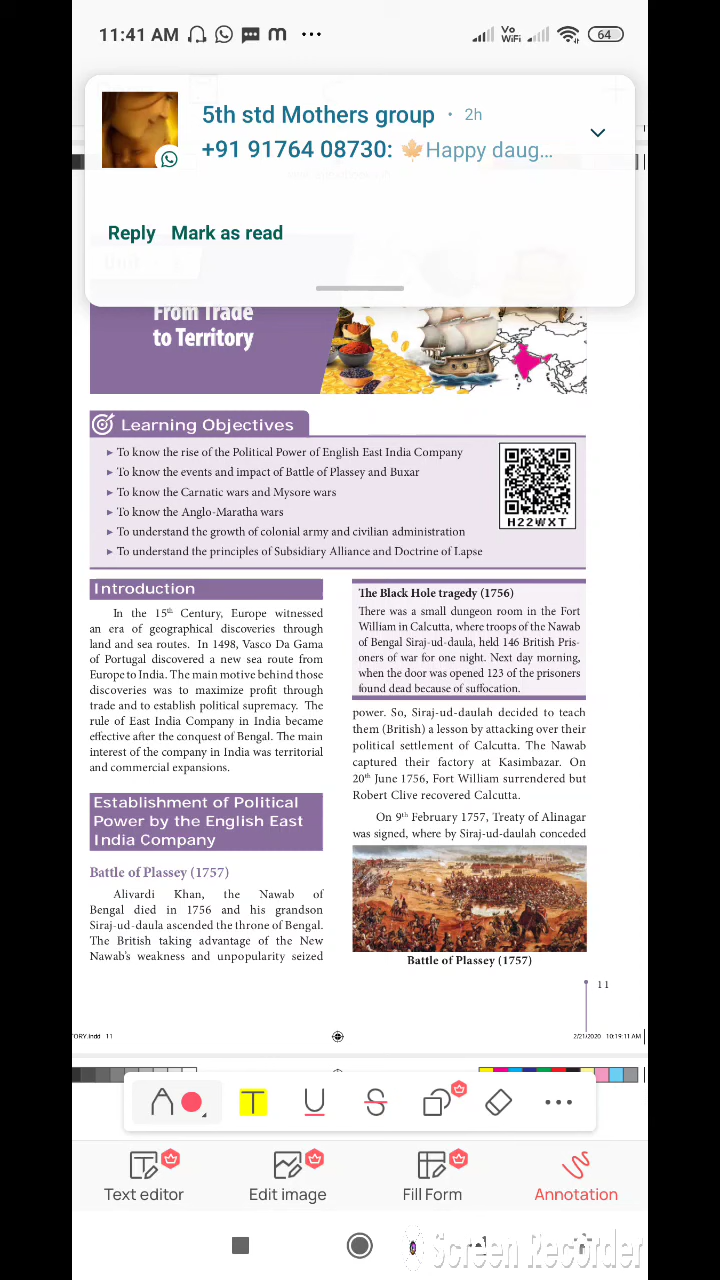 11:41 AM
Vo WiFi
64
5th std Mothers group • 2h
+91 91764 08730: 🍁Happy daug...
Reply Mark as read
From Trade
to Territory
Learning Objectives
► To know the rise of the Political Power of English East India Company
► To know the events and impact of Battle of Plassey and Buxar
► To know the Carnatic wars and Mysore wars
► To know the Anglo-Maratha wars
► To understand the growth of colonial army and civilian administration
► To understand the principles of Subsidiary Alliance and Doctrine of Lapse
H22WXT
Introduction
In the 15th Century, Europe witnessed
an era of geographical discoveries through
land and sea routes. In 1498, Vasco Da Gama
of Portugal discovered a new sea route from
Europe to India. The main motive behind those
discoveries was to maximize profit through
trade and to establish political supremacy. The
rule of East India Company in India became
effective after the conquest of Bengal. The main
interest of the company in India was territorial
and commercial expansions.
Establishment of Political
Power by the English East
India Company
Battle of Plassey (1757)
Alivardi Khan, the Nawab of
Bengal died in 1756 and his grandson
Siraj-ud-daula ascended the throne of Bengal.
The British taking advantage of the New
Nawab's weakness and unpopularity seized
The Black Hole tragedy (1756)
There was a small dungeon room in the Fort
William in Calcutta, where troops of the Nawab
of Bengal Siraj-ud-daula, held 146 British Pris-
oners of war for one night. Next day morning,
when the door was opened 123 of the prisoners
found dead because of suffocation.
power. So, Siraj-ud-daulah decided to teach
them (British) a lesson by attacking over their
political settlement of Calcutta. The Nawab
captured their factory at Kasimbazar. On
20th June 1756, Fort William surrendered but
Robert Clive recovered Calcutta.
On 9th February 1757, Treaty of Alinagar
was signed, where by Siraj-ud-daulah conceded
Battle of Plassey (1757)
11
TORY.indd 11
2/21/2020 10:19:11 AM
T U S
Text editor
Edit image
Fill Form
Annotation
Screen Recorder